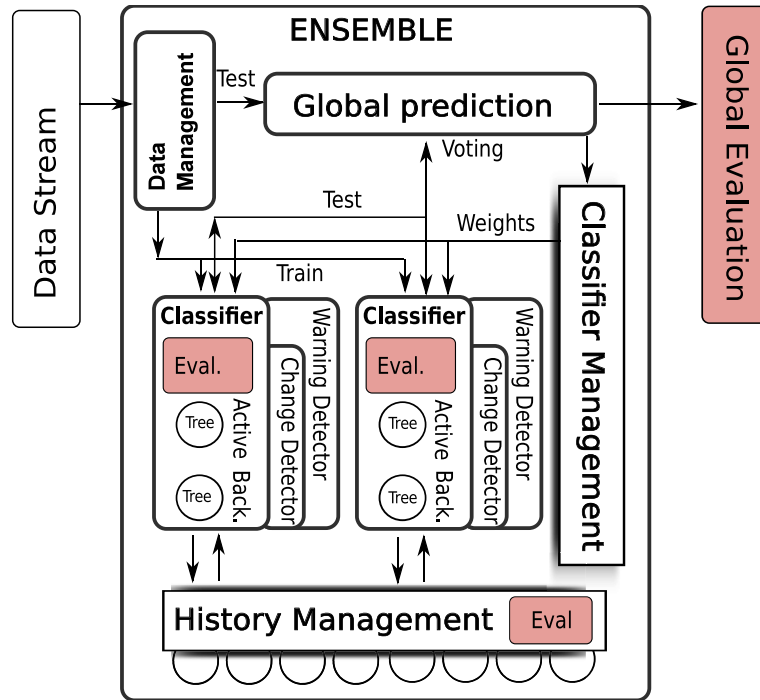 ENSEMBLE
Data Stream
Data
Management
Test
Global prediction
Global Evaluation
Voting
Test
Weights
Train
Classifier Management
Classifier
Eval.
Tree
Active
Tree
Back.
Change Detector
Warning Detector
Classifier
Eval.
Tree
Active
Tree
Back.
Change Detector
Warning Detector
History Management
Eval